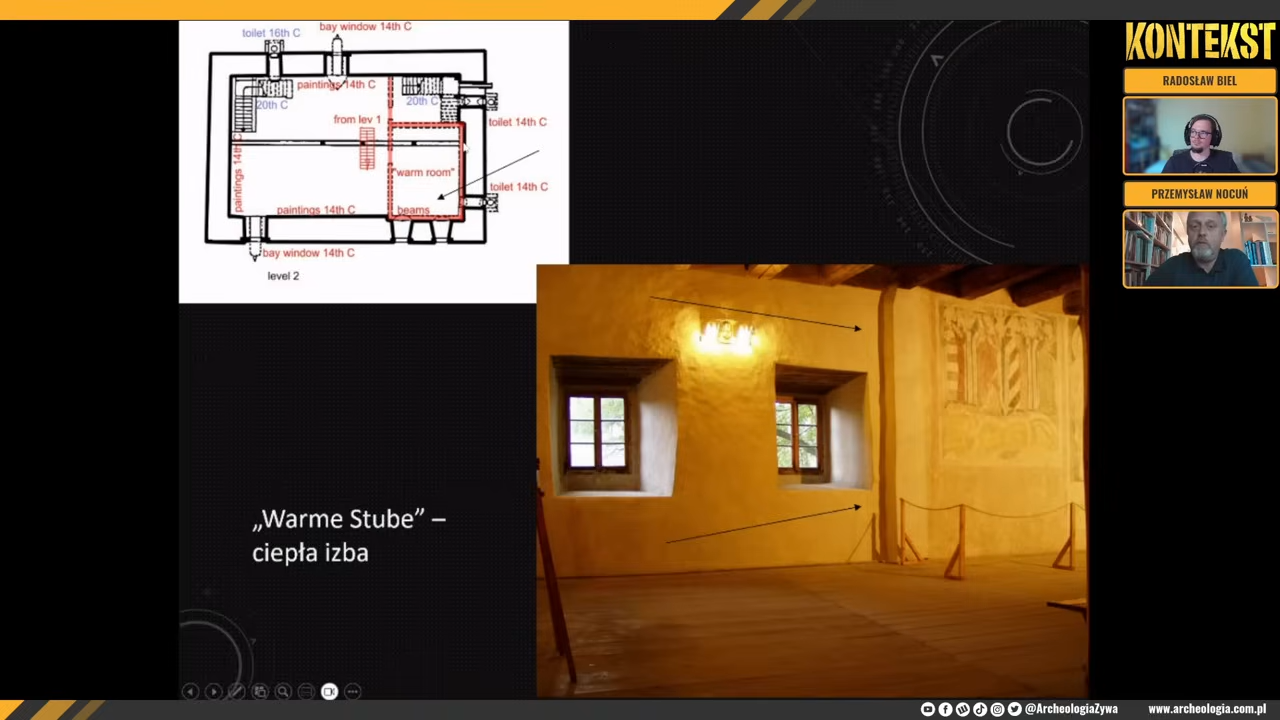 toilet 16th C
bay window 14th C
paintings 14th C
20th C
20th C
from lev 1
toilet 14th C
paintings 14th C
"warm room"
toilet 14th C
paintings 14th C
beams
bay window 14th C
level 2
„Warme Stube” –
ciepła izba
KONTEKST
RADOSŁAW BIEL
PRZEMYSŁAW NOCUŃ
@ArcheologiaZywa
www.archeologia.com.pl